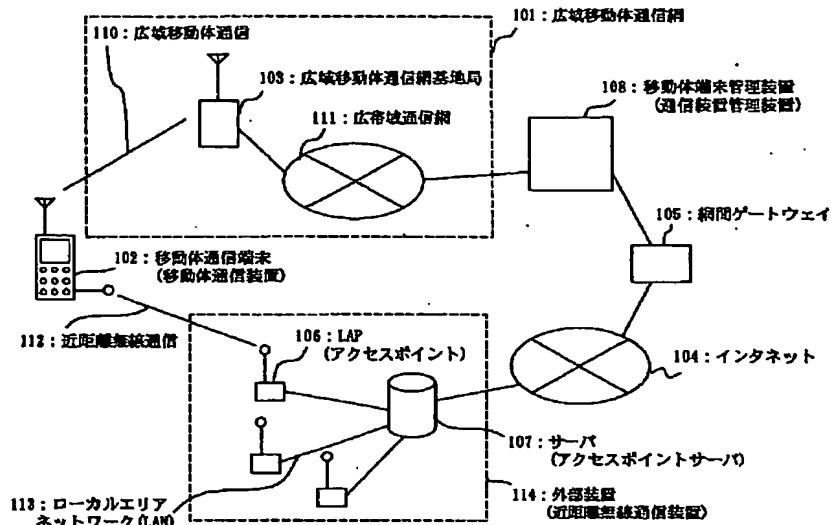 110：広域移動体通信
101：広域移動体通信網
103：広域移動体通信網基地局
108：移動体端末管理装置
(通信装置管理装置)
111：広帯域通信網
105：網間ゲートウェイ
102：移動体通信端末
(移動体通信装置)
112：近距離無線通信
106：LAP
(アクセスポイント)
104：インタネット
107：サーバ
(アクセスポイントサーバ)
113：ローカルエリア
ネットワーク(LAN)
114：外部装置
(近距離無線通信装置)